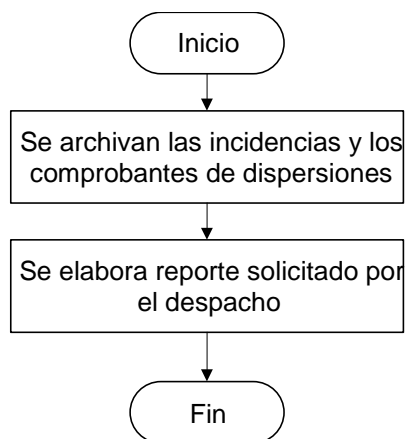 Inicio
Se archivan las incidencias y los
comprobantes de dispersiones
Se elabora reporte solicitado por
el despacho
Fin